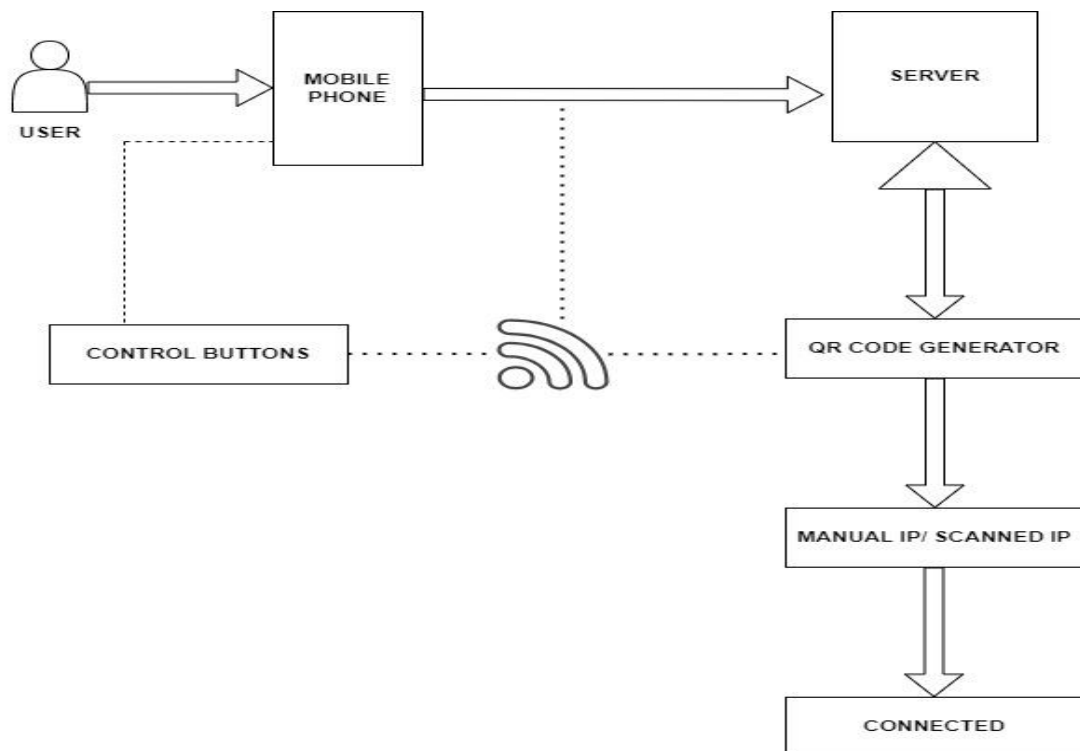 MOBILE
PHONE
SERVER
USER
CONTROL BUTTONS
QR CODE GENERATOR
MANUAL IP/ SCANNED IP
CONNECTED